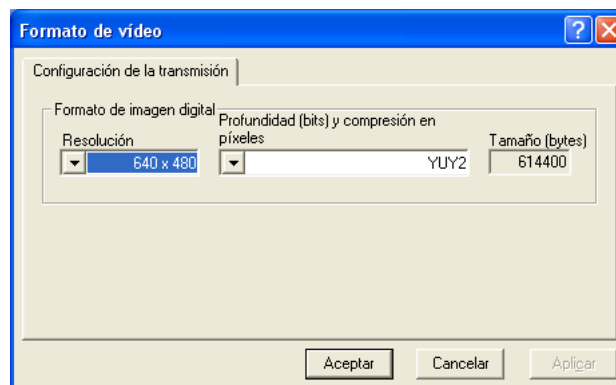 Formato de vídeo
Configuración de la transmisión
Formato de imagen digital
Resolución
640 x 480
Profundidad (bits) y compresión en
píxeles
YUY2
Tamaño (bytes)
614400
Aceptar
Cancelar
Aplicar